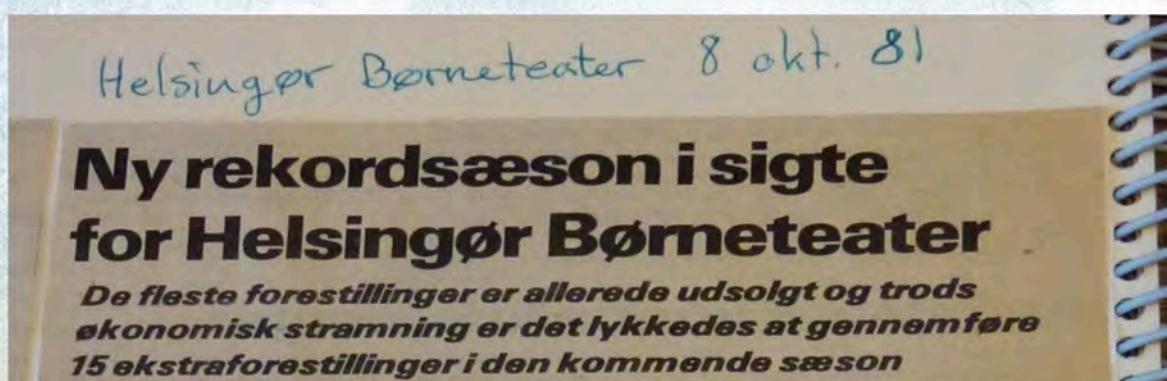 Helsingør Børneteater 8 okt. 81
Ny rekordsæson i sigte
for Helsingør Børneteater
De fleste forestillinger er allerede udsolgt og trods
økonomisk stramning er det lykkedes at gennemføre
15 ekstraforestillinger i den kommende sæson